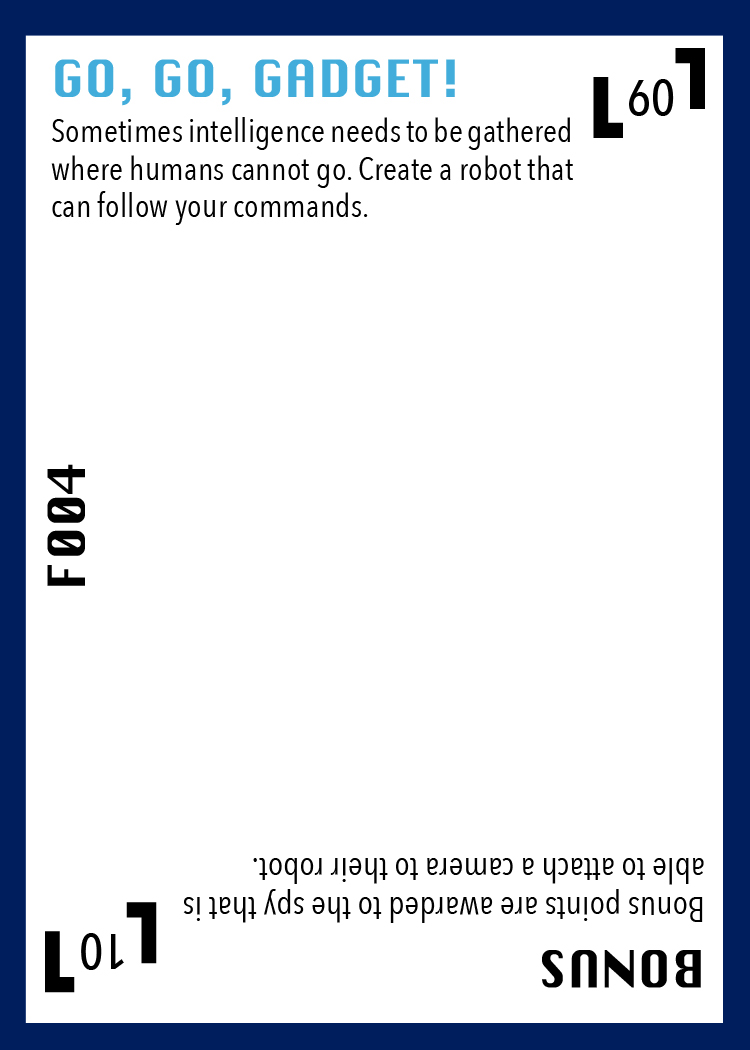 GO, GO, GADGET!
60
Sometimes intelligence needs to be gathered
where humans cannot go. Create a robot that
can follow your commands.
F004
BONUS
10
Bonus points are awarded to the spy that is
able to attach a camera to their robot.